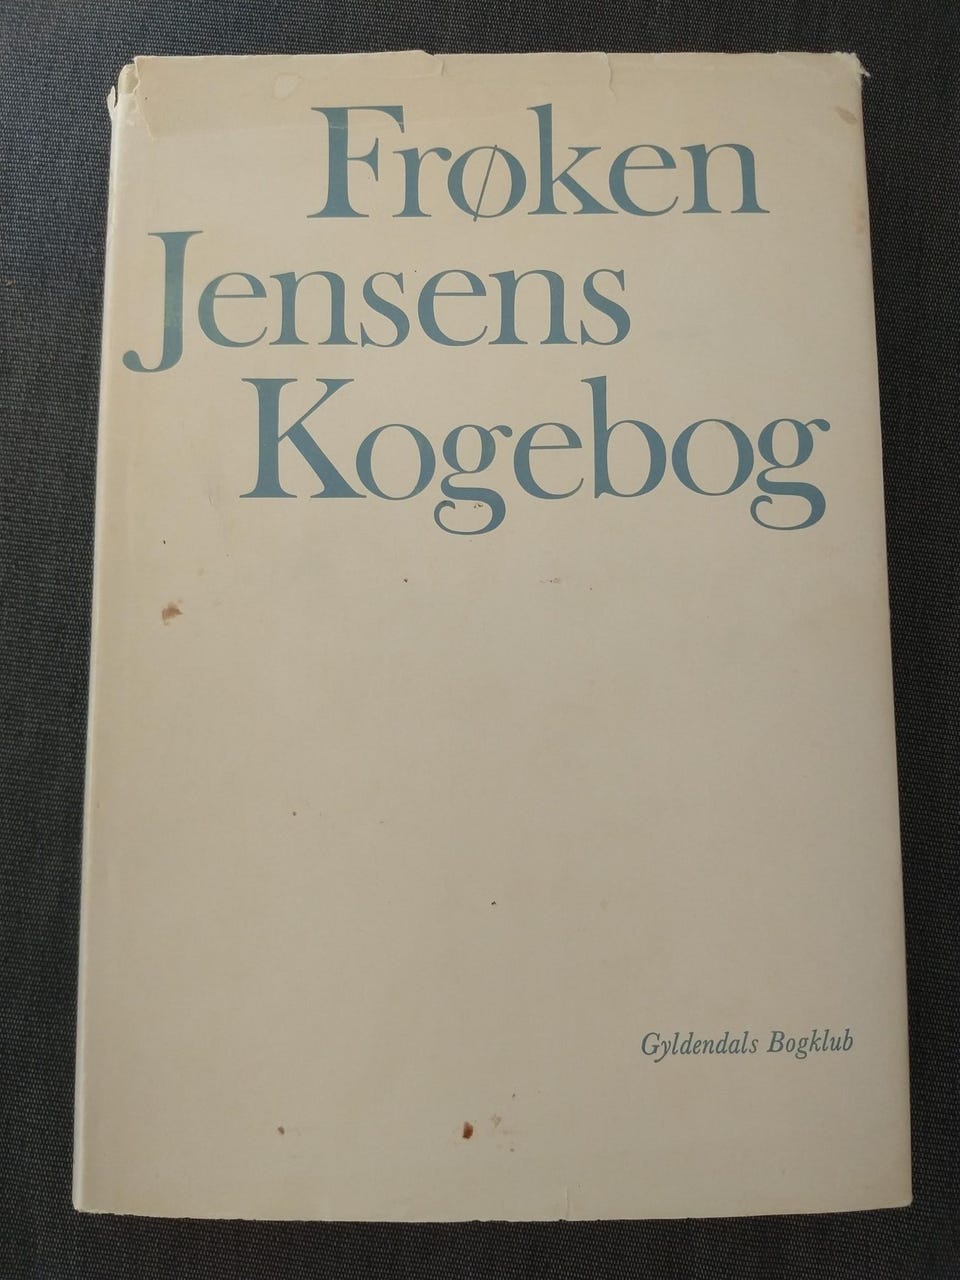 Frøken
Jensens
Kogebog
Gyldendals Bogklub